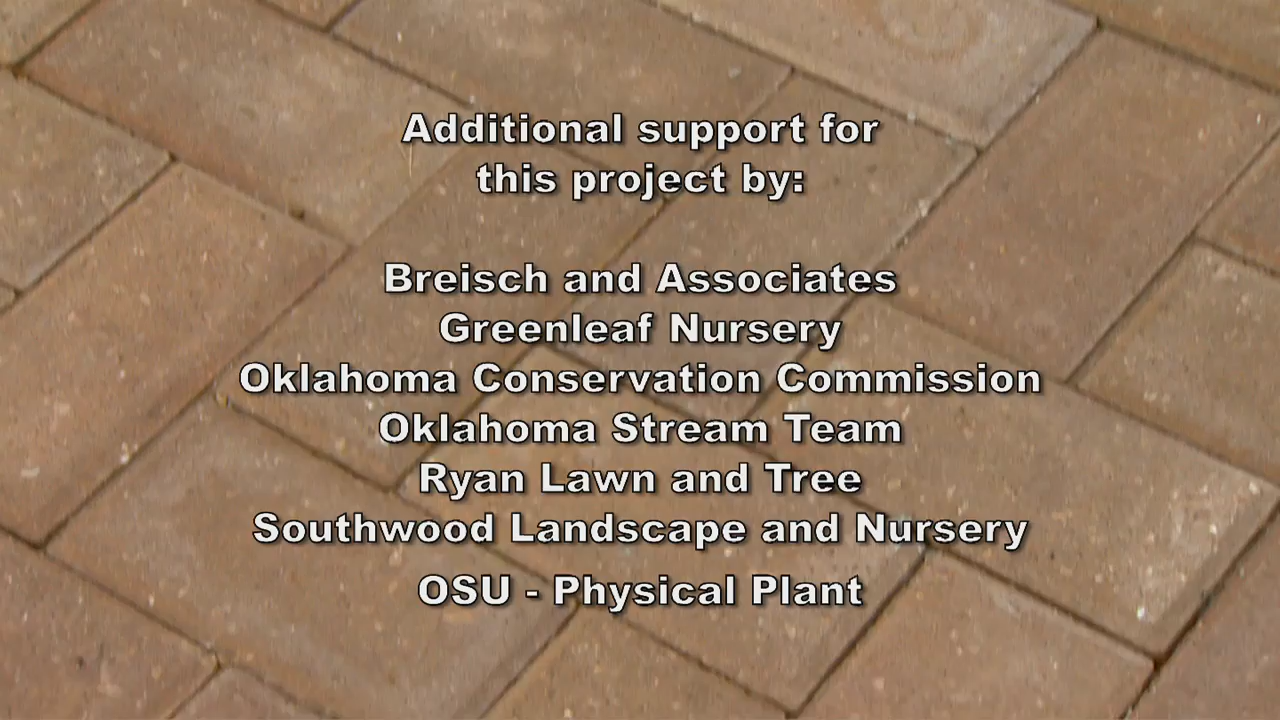 Additional support for
this project by:
Breisch and Associates
Greenleaf Nursery
Oklahoma Conservation Commission
Oklahoma Stream Team
Ryan Lawn and Tree
Southwood Landscape and Nursery
OSU - Physical Plant